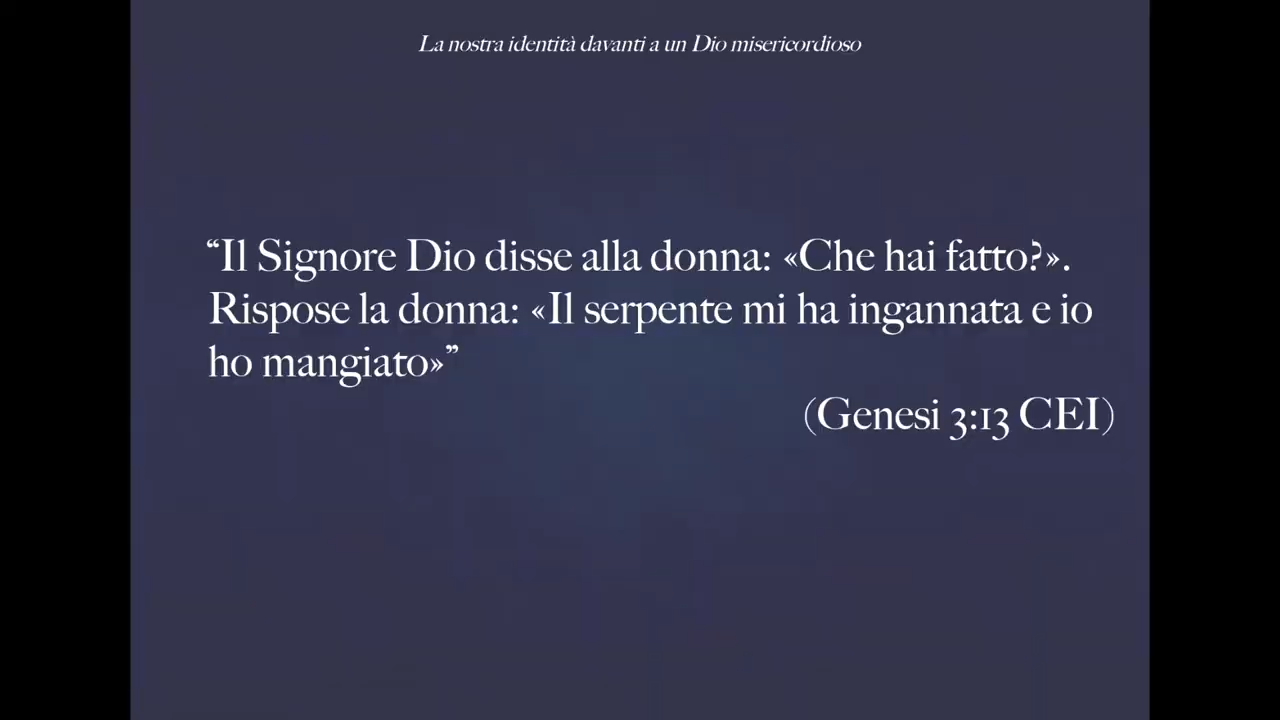 La nostra identità davanti a un Dio misericordioso
“Il Signore Dio disse alla donna: «Che hai fatto?».
Rispose la donna: «Il serpente mi ha ingannata e io
ho mangiato»”
(Genesi 3:13 CEI)